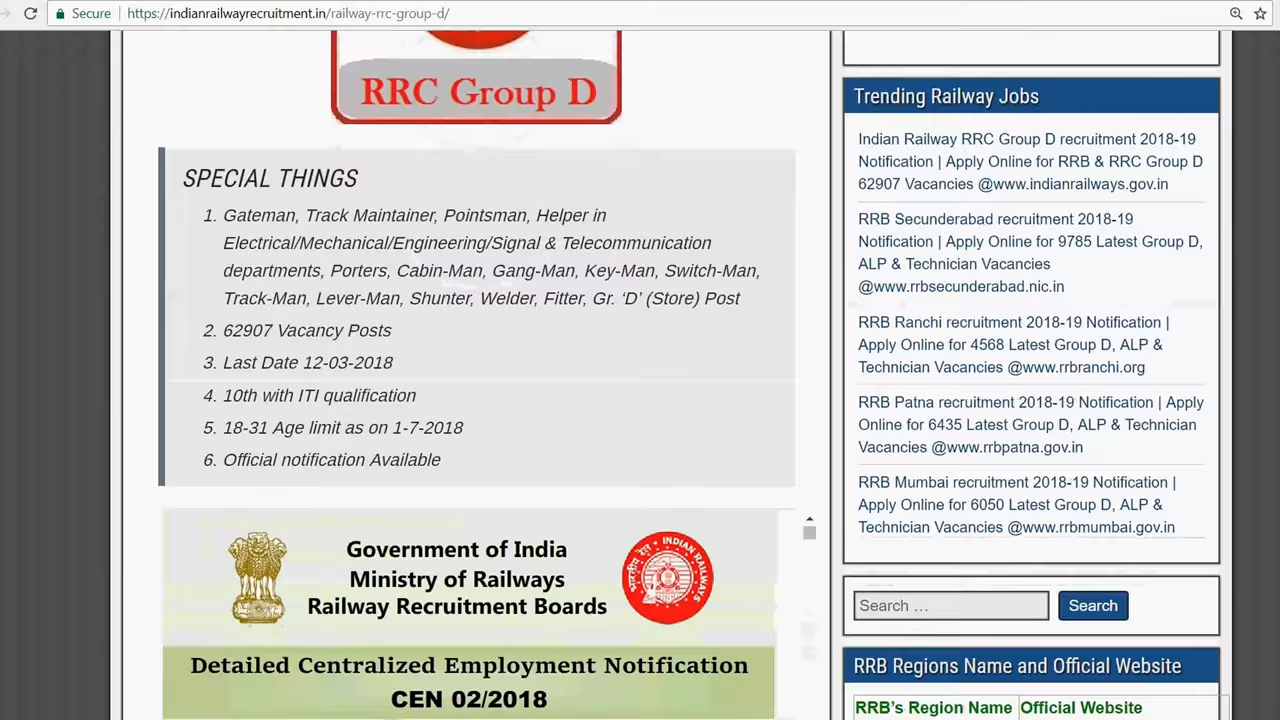 Secure
https://indianrailwayrecruitment.in/railway-rrc-group-d/
RRC Group D
SPECIAL THINGS
1. Gateman, Track Maintainer, Pointsman, Helper in
Electrical/Mechanical/Engineering/Signal & Telecommunication
departments, Porters, Cabin-Man, Gang-Man, Key-Man, Switch-Man,
Track-Man, Lever-Man, Shunter, Welder, Fitter, Gr. ‘D’ (Store) Post
2. 62907 Vacancy Posts
3. Last Date 12-03-2018
4. 10th with ITI qualification
5. 18-31 Age limit as on 1-7-2018
6. Official notification Available
Government of India
Ministry of Railways
Railway Recruitment Boards
INDIAN RAILWAYS
भारतीय रेल
Detailed Centralized Employment Notification
CEN 02/2018
Trending Railway Jobs
Indian Railway RRC Group D recruitment 2018-19
Notification | Apply Online for RRB & RRC Group D
62907 Vacancies @www.indianrailways.gov.in
RRB Secunderabad recruitment 2018-19
Notification | Apply Online for 9785 Latest Group D,
ALP & Technician Vacancies
@www.rrbsecunderabad.nic.in
RRB Ranchi recruitment 2018-19 Notification |
Apply Online for 4568 Latest Group D, ALP &
Technician Vacancies @www.rrbranchi.org
RRB Patna recruitment 2018-19 Notification | Apply
Online for 6435 Latest Group D, ALP & Technician
Vacancies @www.rrbpatna.gov.in
RRB Mumbai recruitment 2018-19 Notification |
Apply Online for 6050 Latest Group D, ALP &
Technician Vacancies @www.rrbmumbai.gov.in
Search …
Search
RRB Regions Name and Official Website
RRB’s Region Name
Official Website